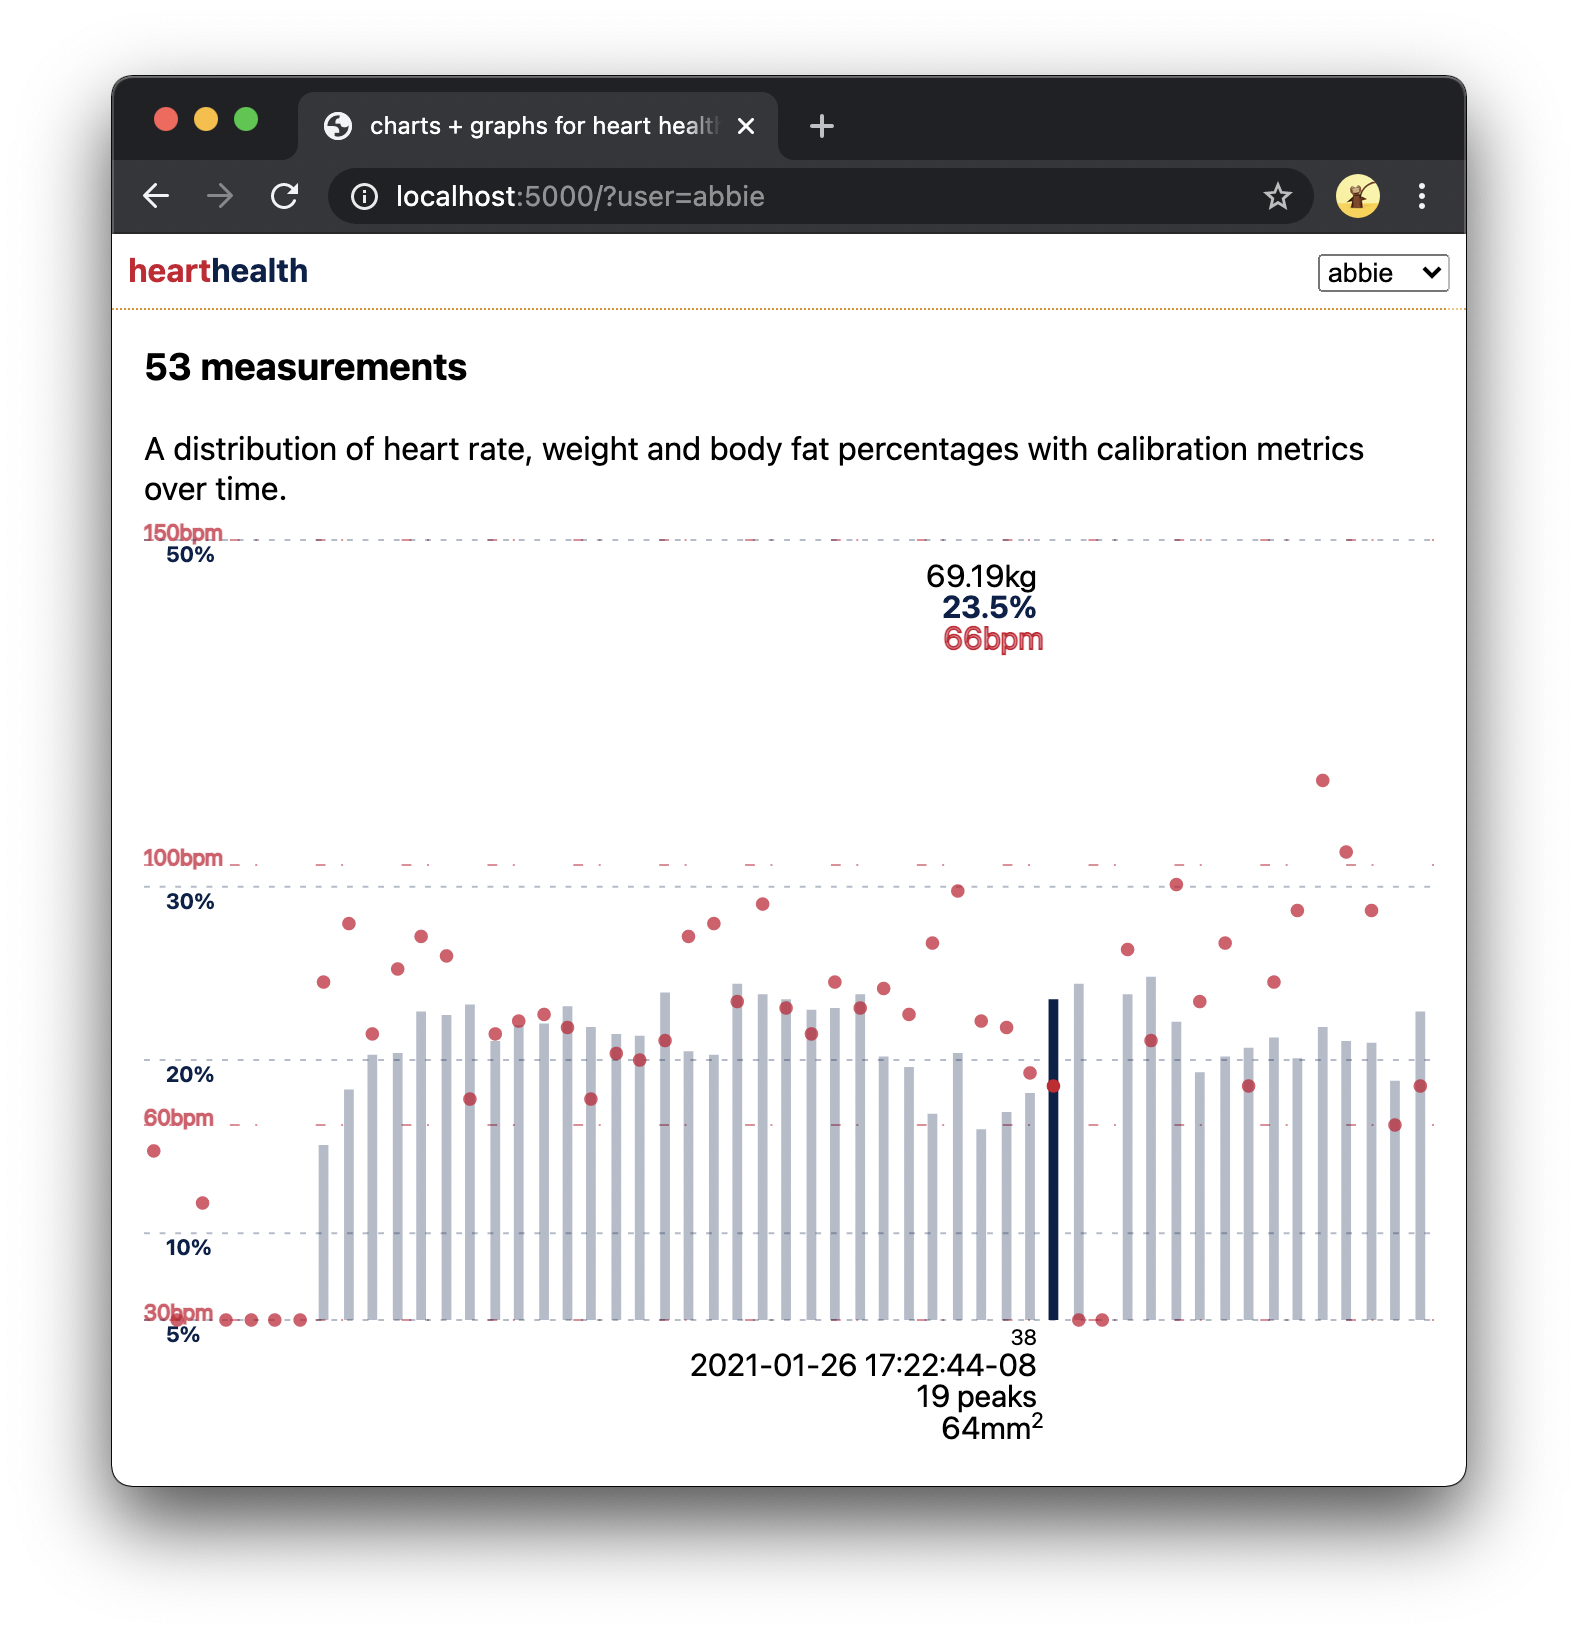 charts + graphs for heart healt
localhost:5000/?user=abbie
hearthealth
abbie
53 measurements
A distribution of heart rate, weight and body fat percentages with calibration metrics
over time.
150bpm
50%
69.19kg
23.5%
66bpm
100bpm
30%
20%
60bpm
10%
30bpm
5%
38
2021-01-26 17:22:44-08
19 peaks
64mm²